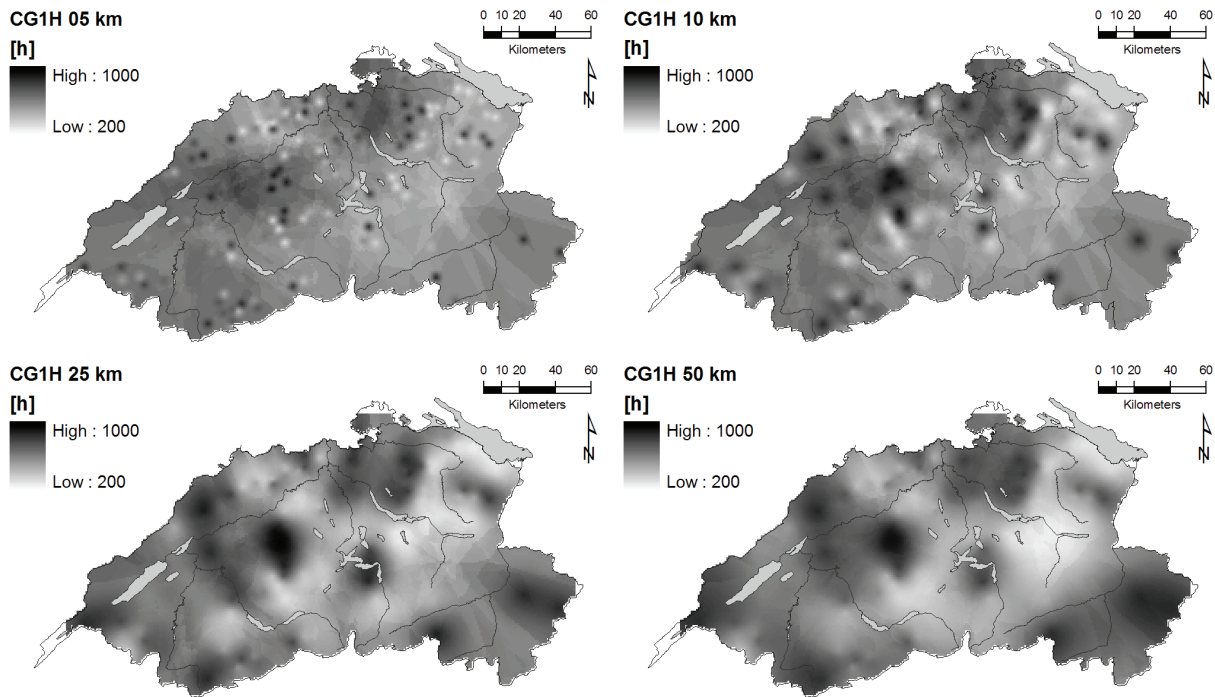 CG1H 05 km
0 10 20 40 60
Kilometers
[h]
High : 1000
Low : 200
N
CG1H 10 km
0 10 20 40 60
Kilometers
[h]
High : 1000
Low : 200
N
CG1H 25 km
0 10 20 40 60
Kilometers
[h]
High : 1000
Low : 200
N
CG1H 50 km
0 10 20 40 60
Kilometers
[h]
High : 1000
Low : 200
N